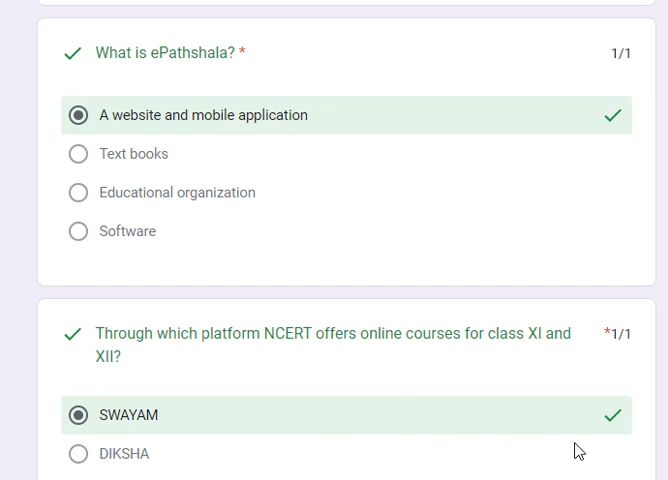 What is ePathshala? *
1/1
A website and mobile application
Text books
Educational organization
Software
Through which platform NCERT offers online courses for class XI and
*1/1
XII?
SWAYAM
DIKSHA